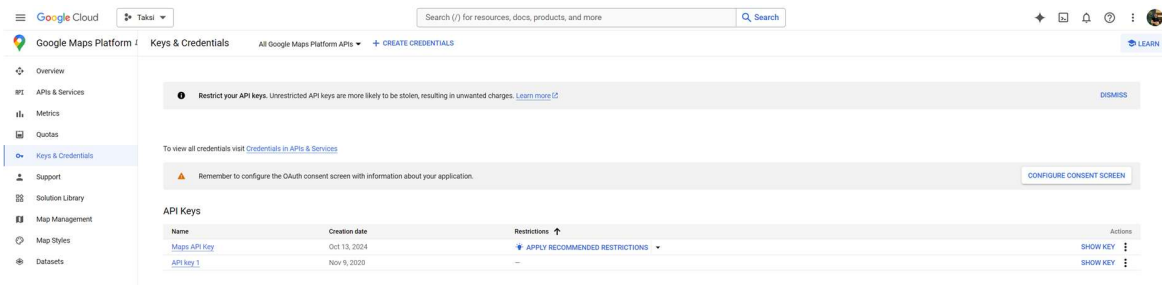 Google Cloud
Taksi
Search (/) for resources, docs, products, and more
Search
Google Maps Platform
Keys & Credentials
All Google Maps Platform APIs
+ CREATE CREDENTIALS
LEARN
Overview
API APIs & Services
Metrics
Quotas
Keys & Credentials
Support
Solution Library
Map Management
Map Styles
Datasets
Restrict your API keys. Unrestricted API keys are more likely to be stolen, resulting in unwanted charges. Learn more
DISMISS
To view all credentials visit Credentials in APIs & Services
Remember to configure the OAuth consent screen with information about your application.
CONFIGURE CONSENT SCREEN
API Keys
Name Creation date Restrictions Actions
Maps API Key Oct 13, 2024 APPLY RECOMMENDED RESTRICTIONS SHOW KEY
API key 1 Nov 9, 2020 — SHOW KEY